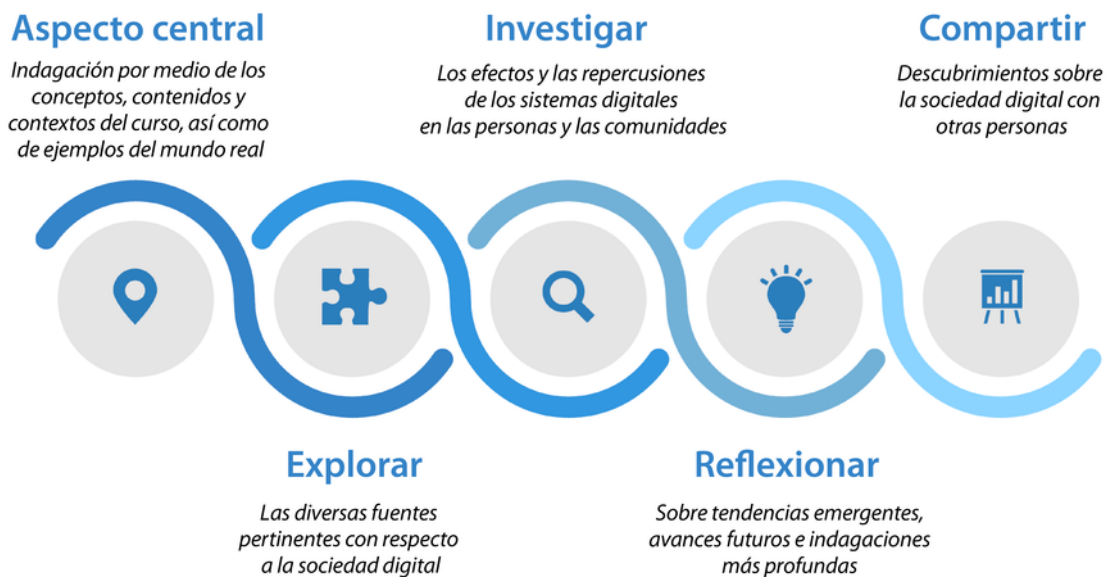 Aspecto central
Indagación por medio de los
conceptos, contenidos y
contextos del curso, así como
de ejemplos del mundo real
Explorar
Las diversas fuentes
pertinentes con respecto
a la sociedad digital
Investigar
Los efectos y las repercusiones
de los sistemas digitales
en las personas y las comunidades
Reflexionar
Sobre tendencias emergentes,
avances futuros e indagaciones
más profundas
Compartir
Descubrimientos sobre
la sociedad digital con
otras personas